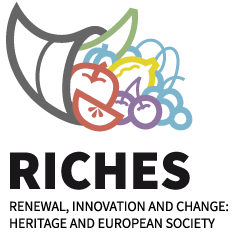 RICHES
RENEWAL, INNOVATION AND CHANGE:
HERITAGE AND EUROPEAN SOCIETY